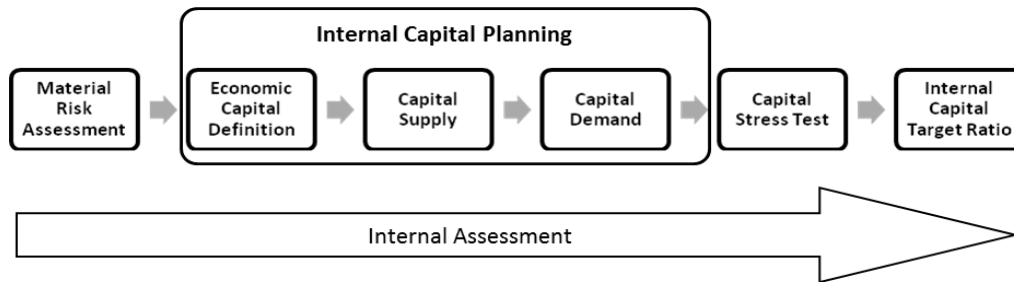 Internal Capital Planning
Material
Risk
Assessment
Economic
Capital
Definition
Capital
Supply
Capital
Demand
Capital
Stress Test
Internal
Capital
Target Ratio
Internal Assessment